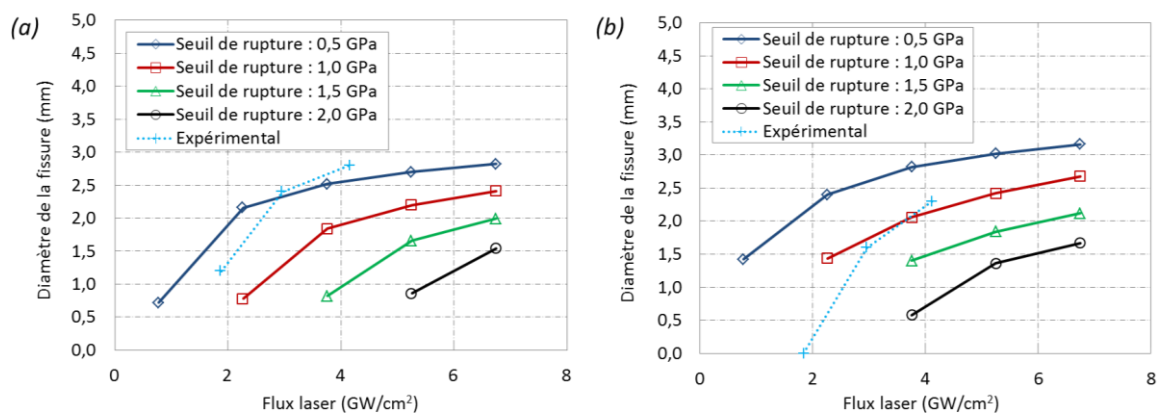 (a)
5,0
4,5
4,0
3,5
3,0
2,5
2,0
1,5
1,0
0,5
0,0
Diamètre de la fissure (mm)
Seuil de rupture : 0,5 GPa
Seuil de rupture : 1,0 GPa
Seuil de rupture : 1,5 GPa
Seuil de rupture : 2,0 GPa
Expérimental
0 2 4 6 8
Flux laser (GW/cm²)
(b)
5,0
4,5
4,0
3,5
3,0
2,5
2,0
1,5
1,0
0,5
0,0
Diamètre de la fissure (mm)
Seuil de rupture : 0,5 GPa
Seuil de rupture : 1,0 GPa
Seuil de rupture : 1,5 GPa
Seuil de rupture : 2,0 GPa
Expérimental
0 2 4 6 8
Flux laser (GW/cm²)